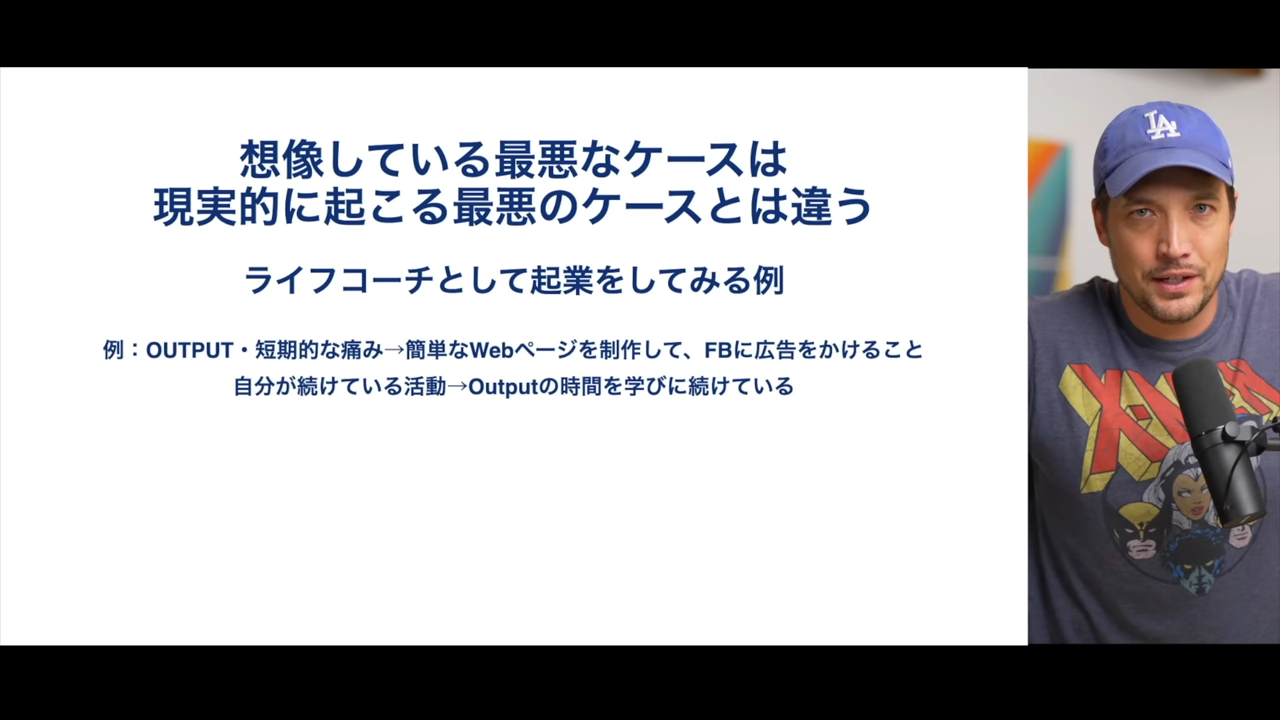 想像している最悪なケースは
現実的に起こる最悪のケースとは違う
ライフコーチとして起業をしてみる例
例：OUTPUT・短期的な痛み→簡単なWebページを制作して、FBに広告をかけること
自分が続けている活動→Outputの時間を学びに続けている
LA
X-MEN